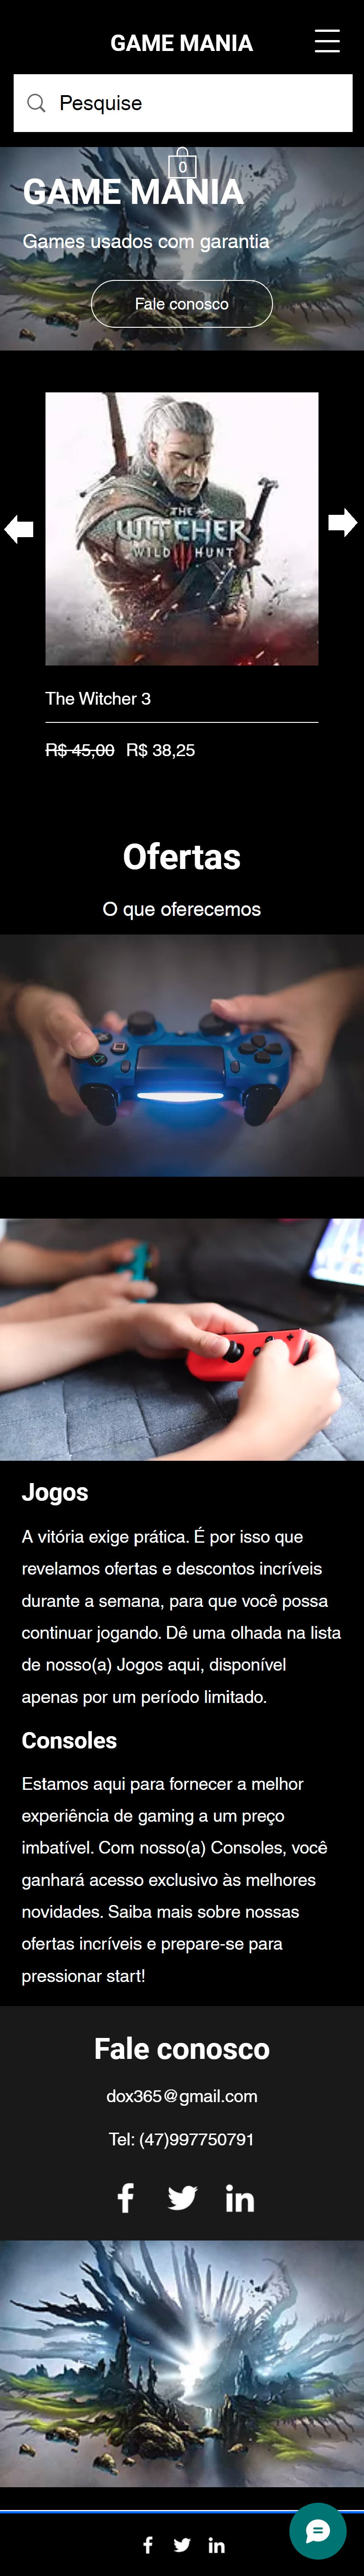 GAME MANIA
Pesquise
0
GAME MANIA
Games usados com garantia
Fale conosco
THE
WITCHER
WILD HUNT
The Witcher 3
R$ 45,00 R$ 38,25
Ofertas
O que oferecemos
Jogos
A vitória exige prática. É por isso que
revelamos ofertas e descontos incríveis
durante a semana, para que você possa
continuar jogando. Dê uma olhada na lista
de nosso(a) Jogos aqui, disponível
apenas por um período limitado.
Consoles
Estamos aqui para fornecer a melhor
experiência de gaming a um preço
imbatível. Com nosso(a) Consoles, você
ganhará acesso exclusivo às melhores
novidades. Saiba mais sobre nossas
ofertas incríveis e prepare-se para
pressionar start!
Fale conosco
dox365@gmail.com
Tel: (47)997750791